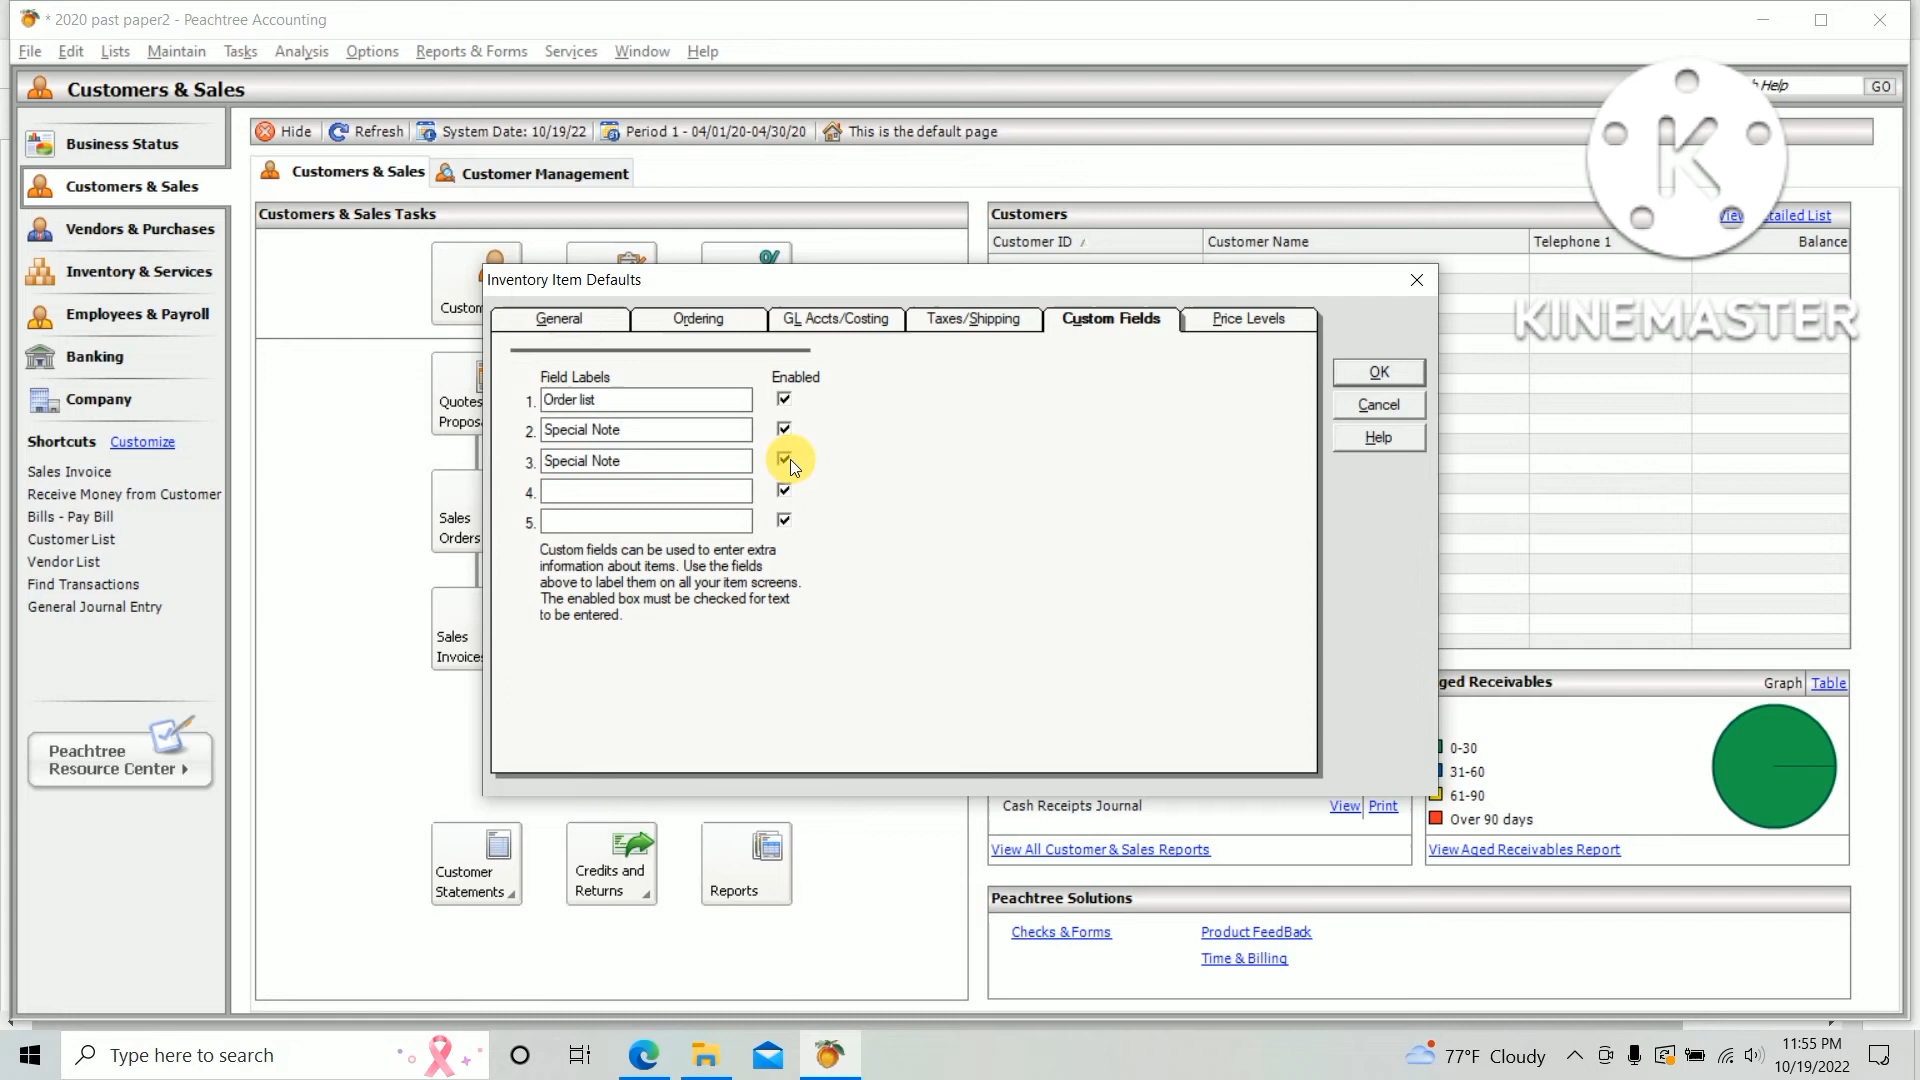 * 2020 past paper2 - Peachtree Accounting
File Edit Lists Maintain Tasks Analysis Options Reports & Forms Services Window Help
Customers & Sales
Help
GO
Business Status
Customers & Sales
Vendors & Purchases
Inventory & Services
Employees & Payroll
Banking
Company
Shortcuts Customize
Sales Invoice
Receive Money from Customer
Bills - Pay Bill
Customer List
Vendor List
Find Transactions
General Journal Entry
Peachtree
Resource Center
Hide Refresh System Date: 10/19/22 Period 1 - 04/01/20-04/30/20 This is the default page
Customers & Sales Customer Management
Customers & Sales Tasks
Quotes
Sales
Orders
Sales
Invoices
Customer
Statements
Credits and
Returns
Reports
Customers
Customer ID Customer Name Telephone 1 Balance
K
KINEMASTER
Inventory Item Defaults
General Ordering GL Accts/Costing Taxes/Shipping Custom Fields Price Levels
Field Labels Enabled
1. Order list
2. Special Note
3. Special Note
4.
5.
Custom fields can be used to enter extra
information about items. Use the fields
above to label them on all your item screens.
The enabled box must be checked for text
to be entered.
OK
Cancel
Help
Graph Table
0-30
31-60
61-90
Over 90 days
Cash Receipts Journal View Print
View All Customer & Sales Reports
View Aged Receivables Report
Peachtree Solutions
Checks & Forms
Product FeedBack
Time & Billing
Type here to search
77°F Cloudy
11:55 PM
10/19/2022